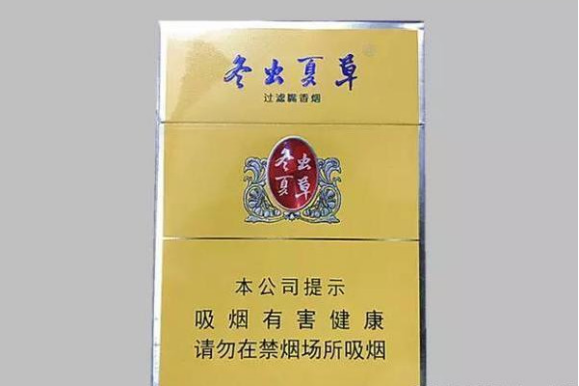 冬虫夏草
过滤嘴香烟
冬虫
夏草
本公司提示
吸烟有害健康
请勿在禁烟场所吸烟